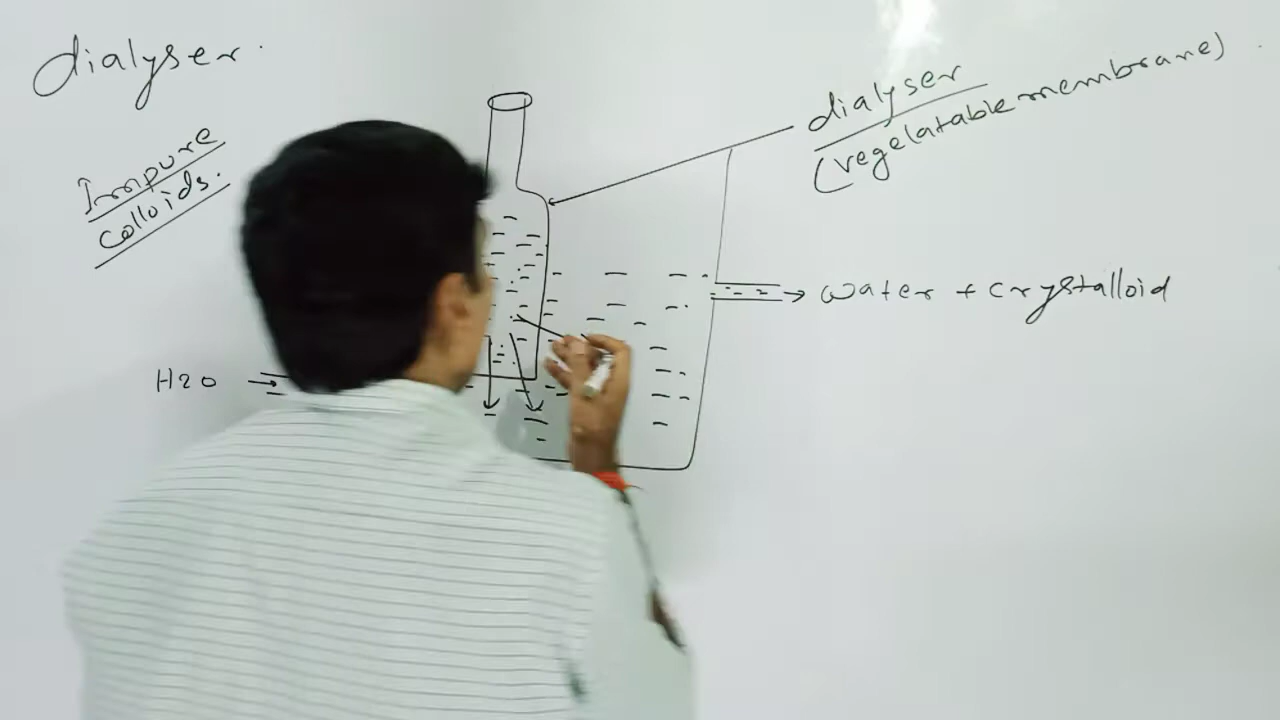 dialyser.
Impure
colloids.
dialyser
(vegelatable membrane)
water + crystalloid
H2O